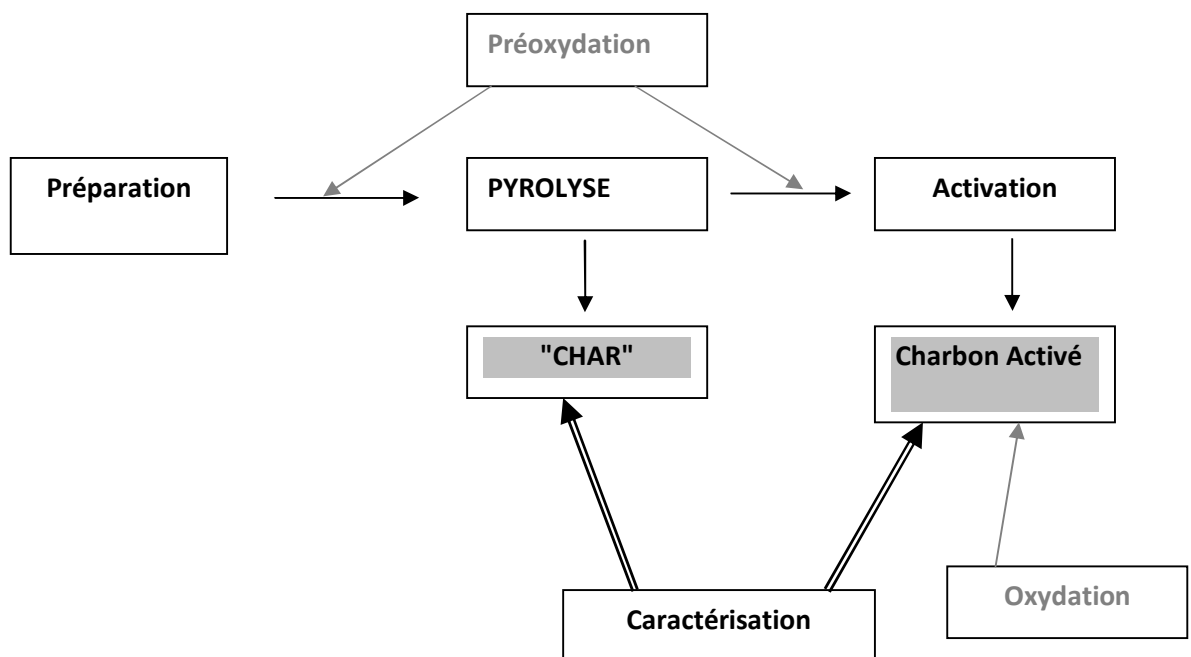 Préoxydation
Préparation
PYROLYSE
Activation
"CHAR"
Charbon Activé
Oxydation
Caractérisation